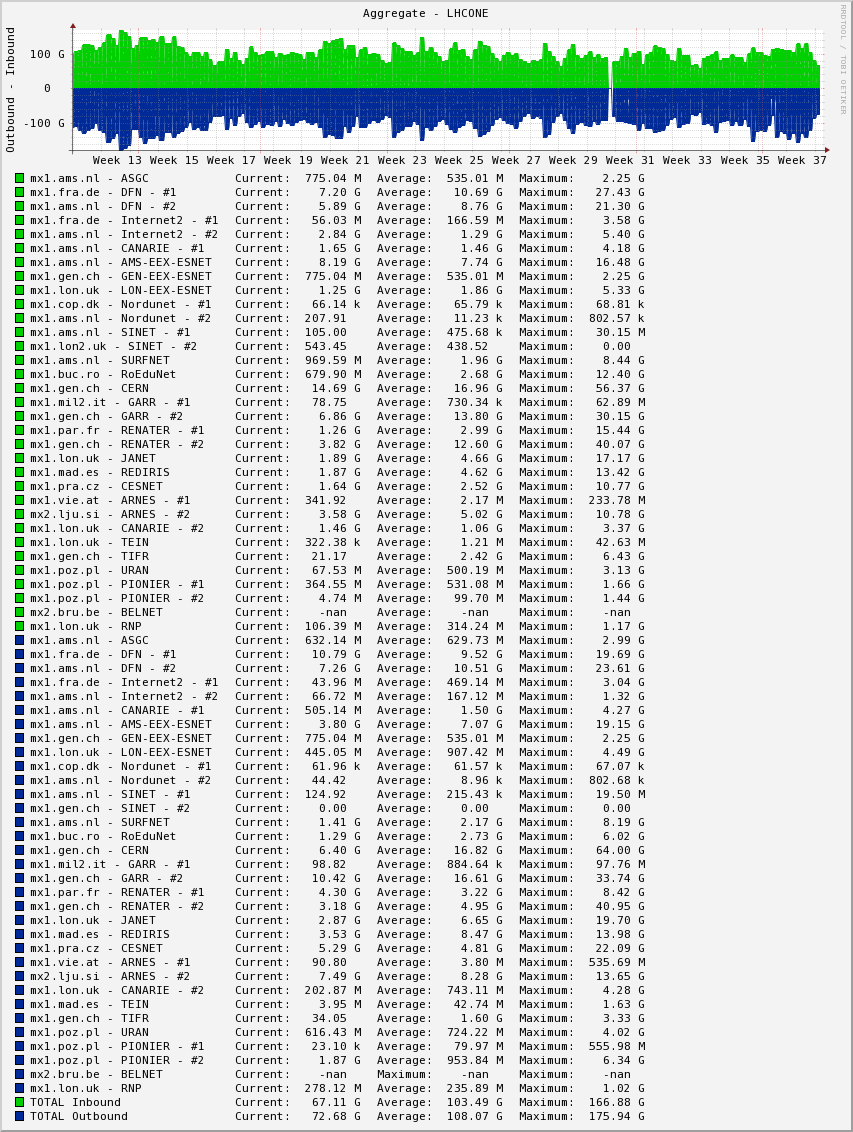 Aggregate - LHCONE
RRDTOOL / TOBI OETIKER
Outbound - Inbound
100 G
0
-100 G
Week 13 Week 15 Week 17 Week 19 Week 21 Week 23 Week 25 Week 27 Week 29 Week 31 Week 33 Week 35 Week 37
mx1.ams.nl - ASGC Current: 775.04 M Average: 535.01 M Maximum: 2.25 G
mx1.fra.de - DFN - #1 Current: 7.20 G Average: 10.69 G Maximum: 27.43 G
mx1.ams.nl - DFN - #2 Current: 5.89 G Average: 8.76 G Maximum: 21.30 G
mx1.fra.de - Internet2 - #1 Current: 56.03 M Average: 166.59 M Maximum: 3.58 G
mx1.ams.nl - Internet2 - #2 Current: 2.84 G Average: 1.29 G Maximum: 5.40 G
mx1.ams.nl - CANARIE - #1 Current: 1.65 G Average: 1.46 G Maximum: 4.18 G
mx1.ams.nl - AMS-EEX-ESNET Current: 8.19 G Average: 7.74 G Maximum: 16.48 G
mx1.gen.ch - GEN-EEX-ESNET Current: 775.04 M Average: 535.01 M Maximum: 2.25 G
mx1.lon.uk - LON-EEX-ESNET Current: 1.25 G Average: 1.86 G Maximum: 5.33 G
mx1.cop.dk - Nordunet - #1 Current: 66.14 k Average: 65.79 k Maximum: 68.81 k
mx1.ams.nl - Nordunet - #2 Current: 207.91 Average: 11.23 k Maximum: 802.57 k
mx1.ams.nl - SINET - #1 Current: 105.00 Average: 475.68 k Maximum: 30.15 M
mx1.lon2.uk - SINET - #2 Current: 543.45 Average: 438.52 Maximum: 0.00
mx1.ams.nl - SURFNET Current: 969.59 M Average: 1.96 G Maximum: 8.44 G
mx1.buc.ro - RoEduNet Current: 679.90 M Average: 2.68 G Maximum: 12.40 G
mx1.gen.ch - CERN Current: 14.69 G Average: 16.96 G Maximum: 56.37 G
mx1.mil2.it - GARR - #1 Current: 78.75 Average: 730.34 k Maximum: 62.89 M
mx1.gen.ch - GARR - #2 Current: 6.86 G Average: 13.80 G Maximum: 30.15 G
mx1.par.fr - RENATER - #1 Current: 1.26 G Average: 2.99 G Maximum: 15.44 G
mx1.gen.ch - RENATER - #2 Current: 3.82 G Average: 12.60 G Maximum: 40.07 G
mx1.lon.uk - JANET Current: 1.89 G Average: 4.66 G Maximum: 17.17 G
mx1.mad.es - REDIRIS Current: 1.87 G Average: 4.62 G Maximum: 13.42 G
mx1.pra.cz - CESNET Current: 1.64 G Average: 2.52 G Maximum: 10.77 G
mx1.vie.at - ARNES - #1 Current: 341.92 Average: 2.17 M Maximum: 233.78 M
mx2.lju.si - ARNES - #2 Current: 3.58 G Average: 5.02 G Maximum: 10.78 G
mx1.lon.uk - CANARIE - #2 Current: 1.46 G Average: 1.06 G Maximum: 3.37 G
mx1.lon.uk - TEIN Current: 322.38 k Average: 1.21 M Maximum: 42.63 M
mx1.gen.ch - TIFR Current: 21.17 Average: 2.42 G Maximum: 6.43 G
mx1.poz.pl - URAN Current: 67.53 M Average: 500.19 M Maximum: 3.13 G
mx1.poz.pl - PIONIER - #1 Current: 364.55 M Average: 531.08 M Maximum: 1.66 G
mx1.poz.pl - PIONIER - #2 Current: 4.74 M Average: 99.70 M Maximum: 1.44 G
mx2.bru.be - BELNET Current: -nan Average: -nan Maximum: -nan
mx1.lon.uk - RNP Current: 106.39 M Average: 314.24 M Maximum: 1.17 G
mx1.ams.nl - ASGC Current: 632.14 M Average: 629.73 M Maximum: 2.99 G
mx1.fra.de - DFN - #1 Current: 10.79 G Average: 9.52 G Maximum: 19.69 G
mx1.ams.nl - DFN - #2 Current: 7.26 G Average: 10.51 G Maximum: 23.61 G
mx1.fra.de - Internet2 - #1 Current: 43.96 M Average: 469.14 M Maximum: 3.04 G
mx1.ams.nl - Internet2 - #2 Current: 66.72 M Average: 167.12 M Maximum: 1.32 G
mx1.ams.nl - CANARIE - #1 Current: 505.14 M Average: 1.50 G Maximum: 4.27 G
mx1.ams.nl - AMS-EEX-ESNET Current: 3.80 G Average: 7.07 G Maximum: 19.15 G
mx1.gen.ch - GEN-EEX-ESNET Current: 775.04 M Average: 535.01 M Maximum: 2.25 G
mx1.lon.uk - LON-EEX-ESNET Current: 445.05 M Average: 907.42 M Maximum: 4.49 G
mx1.cop.dk - Nordunet - #1 Current: 61.96 k Average: 61.57 k Maximum: 67.07 k
mx1.ams.nl - Nordunet - #2 Current: 44.42 Average: 8.96 k Maximum: 802.68 k
mx1.ams.nl - SINET - #1 Current: 124.92 Average: 215.43 k Maximum: 19.50 M
mx1.gen.ch - SINET - #2 Current: 0.00 Average: 0.00 Maximum: 0.00
mx1.ams.nl - SURFNET Current: 1.41 G Average: 2.17 G Maximum: 8.19 G
mx1.buc.ro - RoEduNet Current: 1.29 G Average: 2.73 G Maximum: 6.02 G
mx1.gen.ch - CERN Current: 6.40 G Average: 16.82 G Maximum: 64.00 G
mx1.mil2.it - GARR - #1 Current: 98.82 Average: 884.64 k Maximum: 97.76 M
mx1.gen.ch - GARR - #2 Current: 10.42 G Average: 16.61 G Maximum: 33.74 G
mx1.par.fr - RENATER - #1 Current: 4.30 G Average: 3.22 G Maximum: 8.42 G
mx1.gen.ch - RENATER - #2 Current: 3.18 G Average: 4.95 G Maximum: 40.95 G
mx1.lon.uk - JANET Current: 2.87 G Average: 6.65 G Maximum: 19.70 G
mx1.mad.es - REDIRIS Current: 3.53 G Average: 8.47 G Maximum: 13.98 G
mx1.pra.cz - CESNET Current: 5.29 G Average: 4.81 G Maximum: 22.09 G
mx1.vie.at - ARNES - #1 Current: 90.80 Average: 3.80 M Maximum: 535.69 M
mx2.lju.si - ARNES - #2 Current: 7.49 G Average: 8.28 G Maximum: 13.65 G
mx1.lon.uk - CANARIE - #2 Current: 202.87 M Average: 743.11 M Maximum: 4.28 G
mx1.mad.es - TEIN Current: 3.95 M Average: 42.74 M Maximum: 1.63 G
mx1.gen.ch - TIFR Current: 34.05 Average: 1.60 G Maximum: 3.33 G
mx1.poz.pl - URAN Current: 616.43 M Average: 724.22 M Maximum: 4.02 G
mx1.poz.pl - PIONIER - #1 Current: 23.10 k Average: 79.97 M Maximum: 555.98 M
mx1.poz.pl - PIONIER - #2 Current: 1.87 G Average: 953.84 M Maximum: 6.34 G
mx2.bru.be - BELNET Current: -nan Maximum: -nan Maximum: -nan
mx1.lon.uk - RNP Current: 278.12 M Average: 235.89 M Maximum: 1.02 G
TOTAL Inbound Current: 67.11 G Average: 103.49 G Maximum: 166.88 G
TOTAL Outbound Current: 72.68 G Average: 108.07 G Maximum: 175.94 G